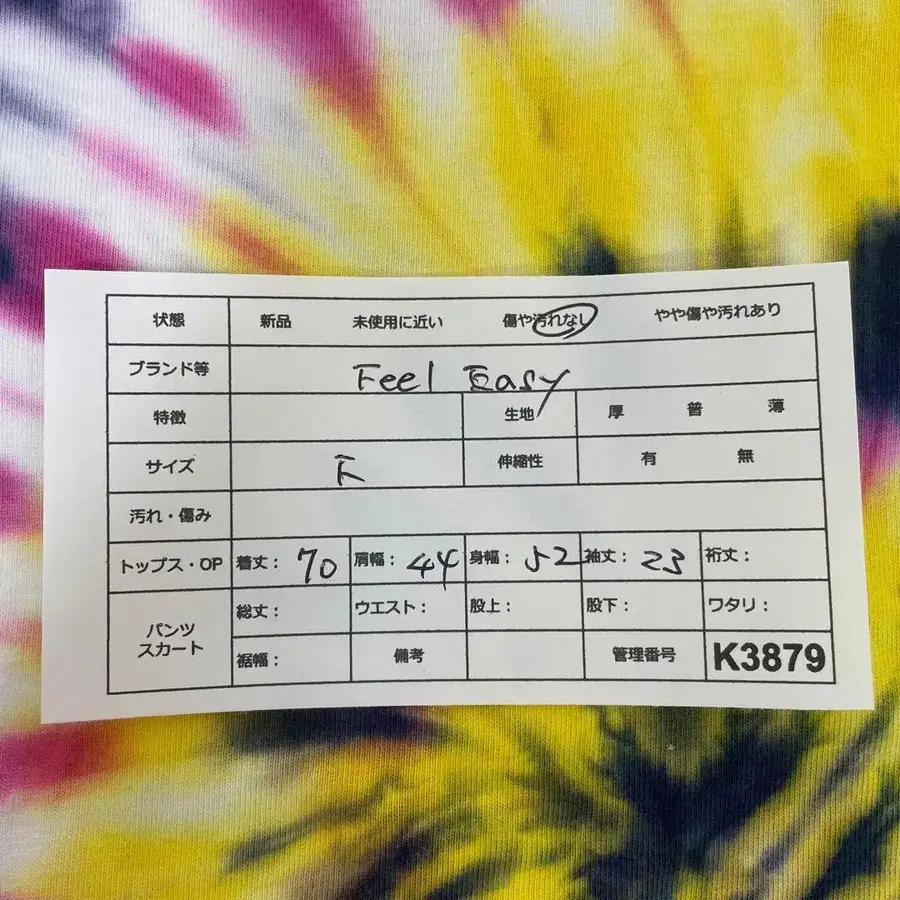 状態 新品 未使用に近い 傷や汚れなし やや傷や汚れあり
ブランド等 Feel Easy
特徴 生地 厚 普 薄
サイズ F 伸縮性 有 無
汚れ・傷み
トップス・OP 着丈： 70 肩幅： 44 身幅： 52 袖丈： 23 裄丈：
パンツ スカート 総丈： ウエスト： 股上： 股下： ワタリ：
裾幅： 備考 管理番号 K3879